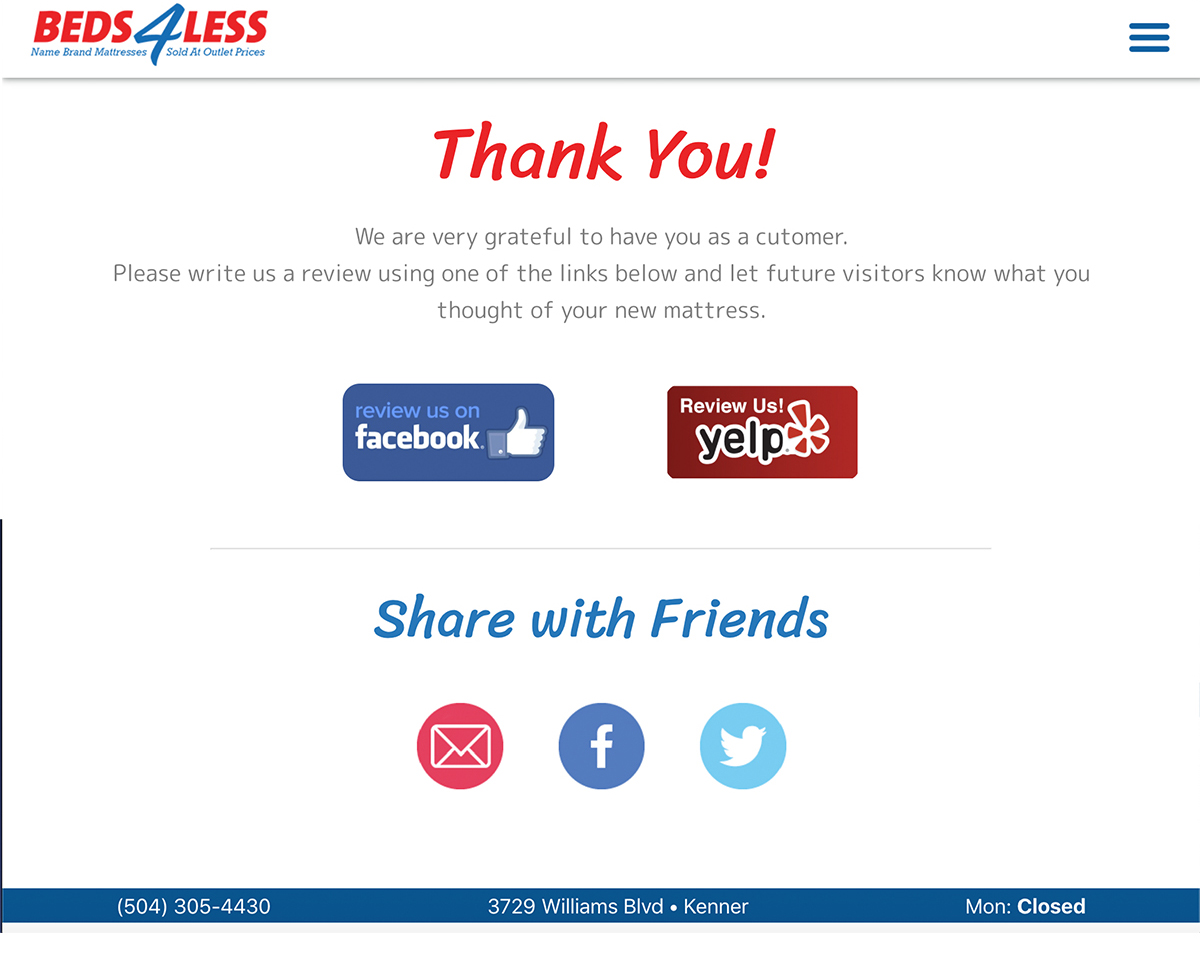 BEDS4LESS
Name Brand Mattresses Sold At Outlet Prices
Thank You!
We are very grateful to have you as a cutomer.
Please write us a review using one of the links below and let future visitors know what you
thought of your new mattress.
review us on
facebook.
Review Us!
yelp
Share with Friends
f
(504) 305-4430
3729 Williams Blvd • Kenner
Mon: Closed